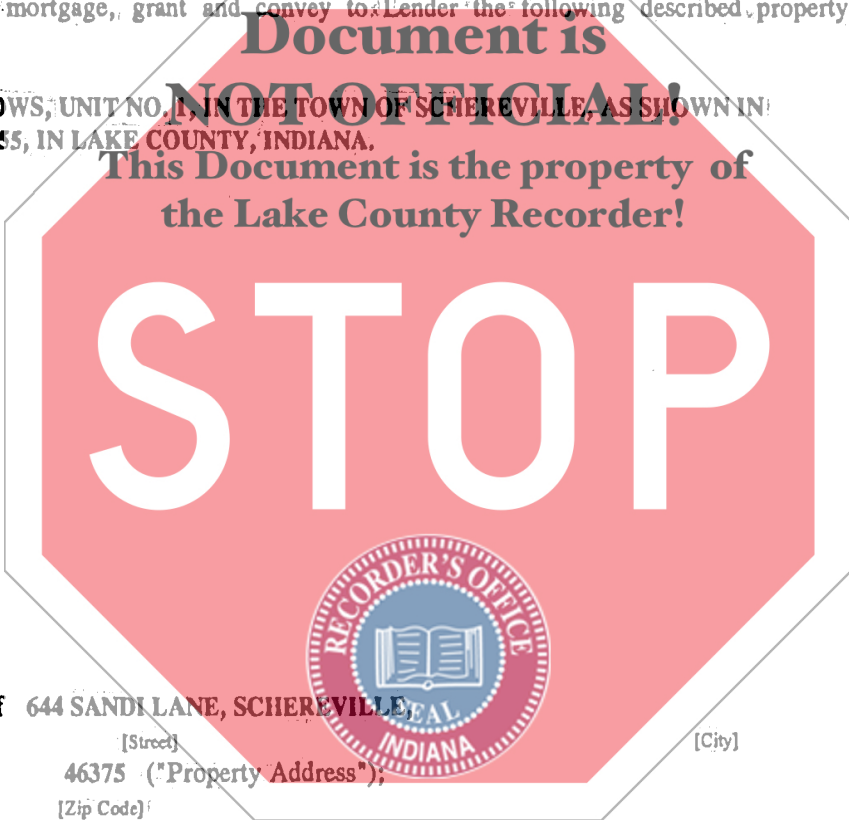 mortgage, grant and convey to Lender the following described property
Document is
NOT OFFICIAL!
OWS, UNIT NO. 1, IN THE TOWN OF SCHEREVILLE, AS SHOWN IN
55, IN LAKE COUNTY, INDIANA.
This Document is the property of
the Lake County Recorder!
STOP
RECORDER'S OFFICE
SEAL
INDIANA
f 644 SANDI LANE, SCHEREVILLE,
[Street] [City]
46375 ("Property Address");
[Zip Code]